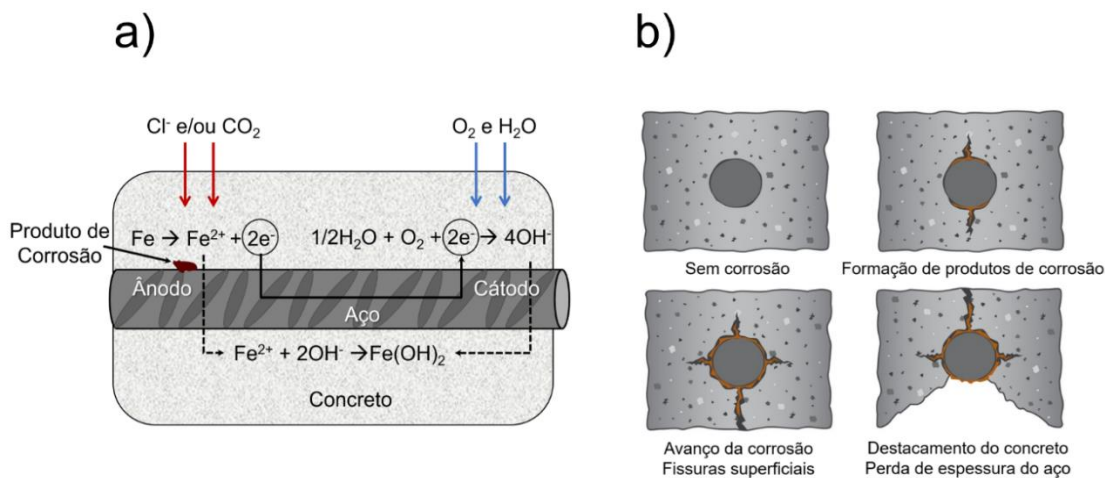 a)
Cl⁻ e/ou CO₂
O₂ e H₂O
Produto de
Corrosão
Fe → Fe²⁺ + 2e⁻
1/2H₂O + O₂ + 2e⁻ → 4OH⁻
Ânodo
Cátodo
Aço
Fe²⁺ + 2OH⁻ →Fe(OH)₂
Concreto
b)
Sem corrosão
Formação de produtos de corrosão
Avanço da corrosão
Fissuras superficiais
Destacamento do concreto
Perda de espessura do aço